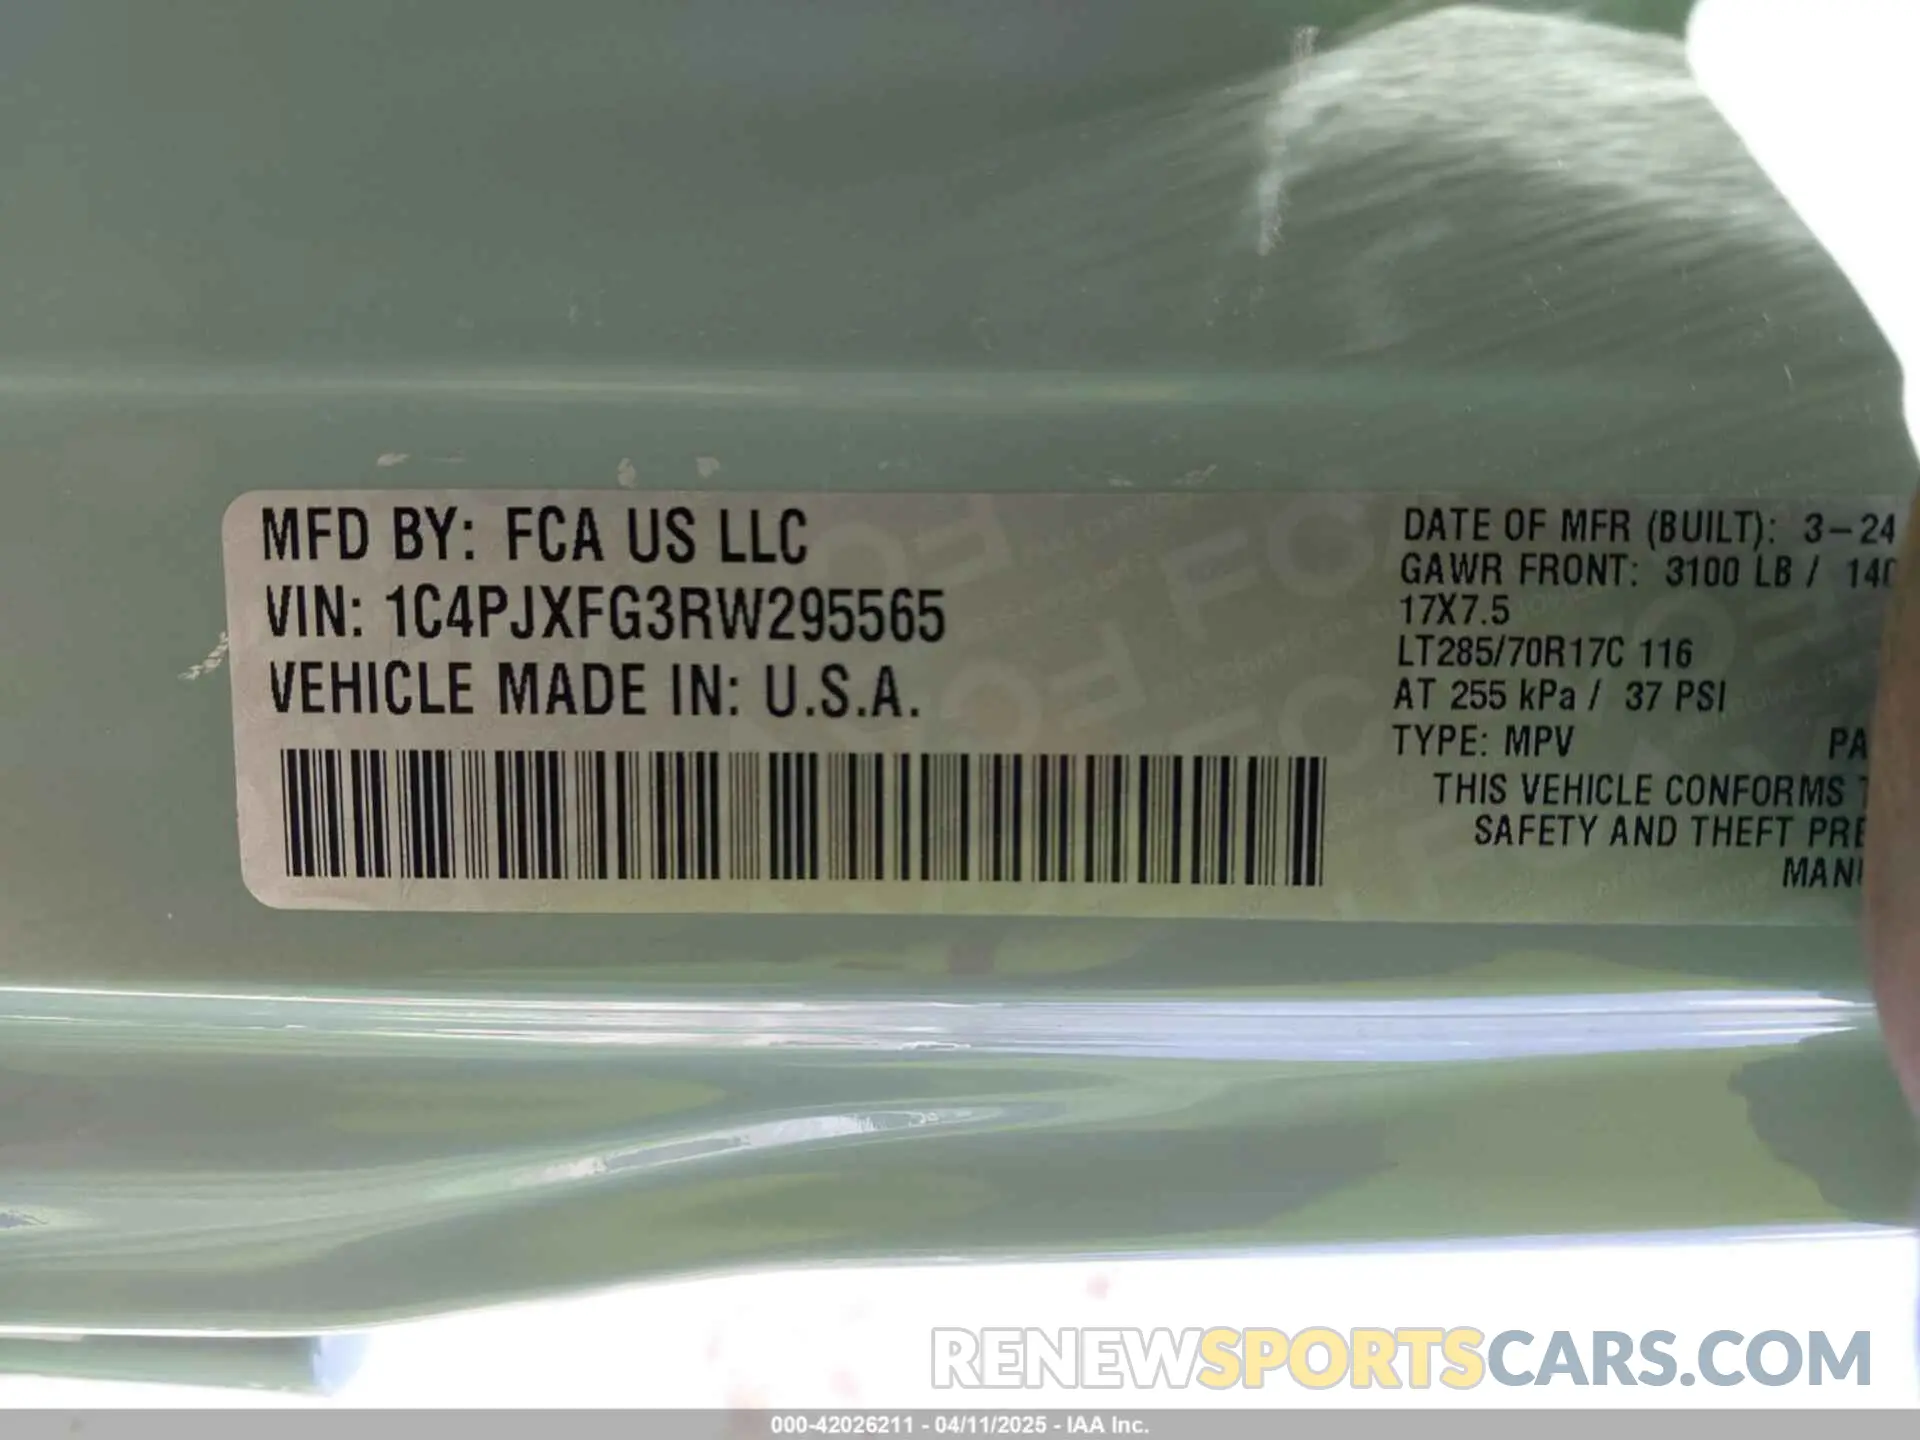 MFD BY: FCA US LLC
VIN: 1C4PJXFG3RW295565
VEHICLE MADE IN: U.S.A.
DATE OF MFR (BUILT): 3-24
GAWR FRONT: 3100 LB /
17X7.5
LT285/70R17C 116
AT 255 kPa / 37 PSI
TYPE: MPV
THIS VEHICLE CONFORMS
SAFETY AND THEFT
RENEWSPORTSCARS.COM
000-42026211 - 04/11/2025 - IAA Inc.